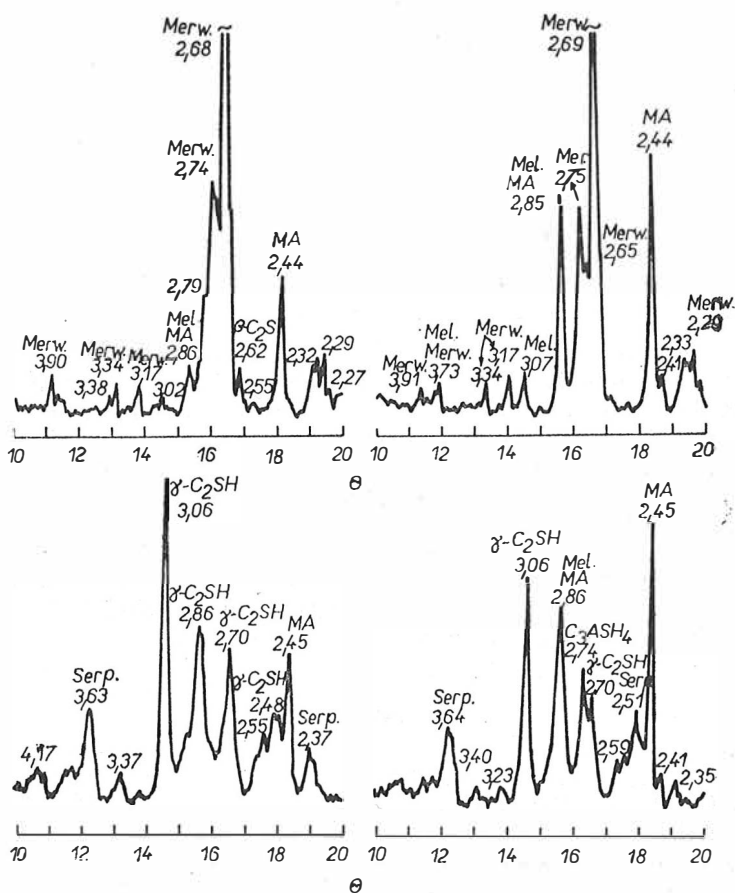 Merw. ~
2,68
Merw.
2,74
2,79
Mel.
MA
2,86
γ-C2S
2,62
MA
2,44
Merw.
3,90
Merw.
3,34
3,38
Merw.
3,17
3,02
2,55
2,32
2,29
2,27
10 12 14 16 18 20
Merw. ~
2,69
MA
2,44
Mel.
MA
2,85
Mer
2,75
Merw.
2,65
Merw.
3,91
Mel.
Merw.
3,73
Merw.
3,34
3,17
Mel.
3,07
2,33
2,41
Merw.
10 12 14 16 18 20
Θ
γ-C2SH
3,06
γ-C2SH
2,86
γ-C2SH
2,70
MA
2,45
γ-C2SH
2,48
2,55
Serp.
3,63
Serp.
2,37
4,17
3,37
10 12 14 16 18 20
MA
2,45
γ-C2SH
3,06
Mel.
MA
2,86
C3ASH4
2,74
γ-C2SH
2,70
Serp.
2,51
Serp.
3,64
3,40
3,23
2,59
2,41
2,35
10 12 14 16 18 20
Θ